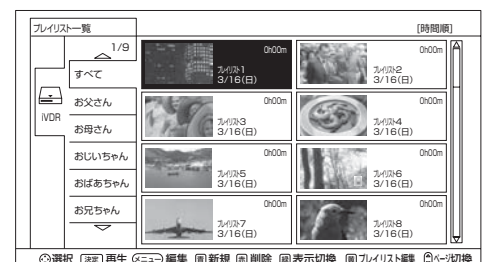 プレイリスト一覧 [時間順]
1/9
すべて
お父さん
お母さん
おじいちゃん
おばあちゃん
お兄ちゃん
iVDR
0h00m
プレイリスト1
3/16(日)
0h00m
プレイリスト2
3/16(日)
0h00m
プレイリスト3
3/16(日)
0h00m
プレイリスト4
3/16(日)
0h00m
プレイリスト5
3/16(日)
0h00m
プレイリスト6
3/16(日)
0h00m
プレイリスト7
3/16(日)
0h00m
プレイリスト8
3/16(日)
選択 決定 再生 メニュー 編集 青 新規 赤 削除 緑 表示切換 黄 プレイリスト編集 ページ切換